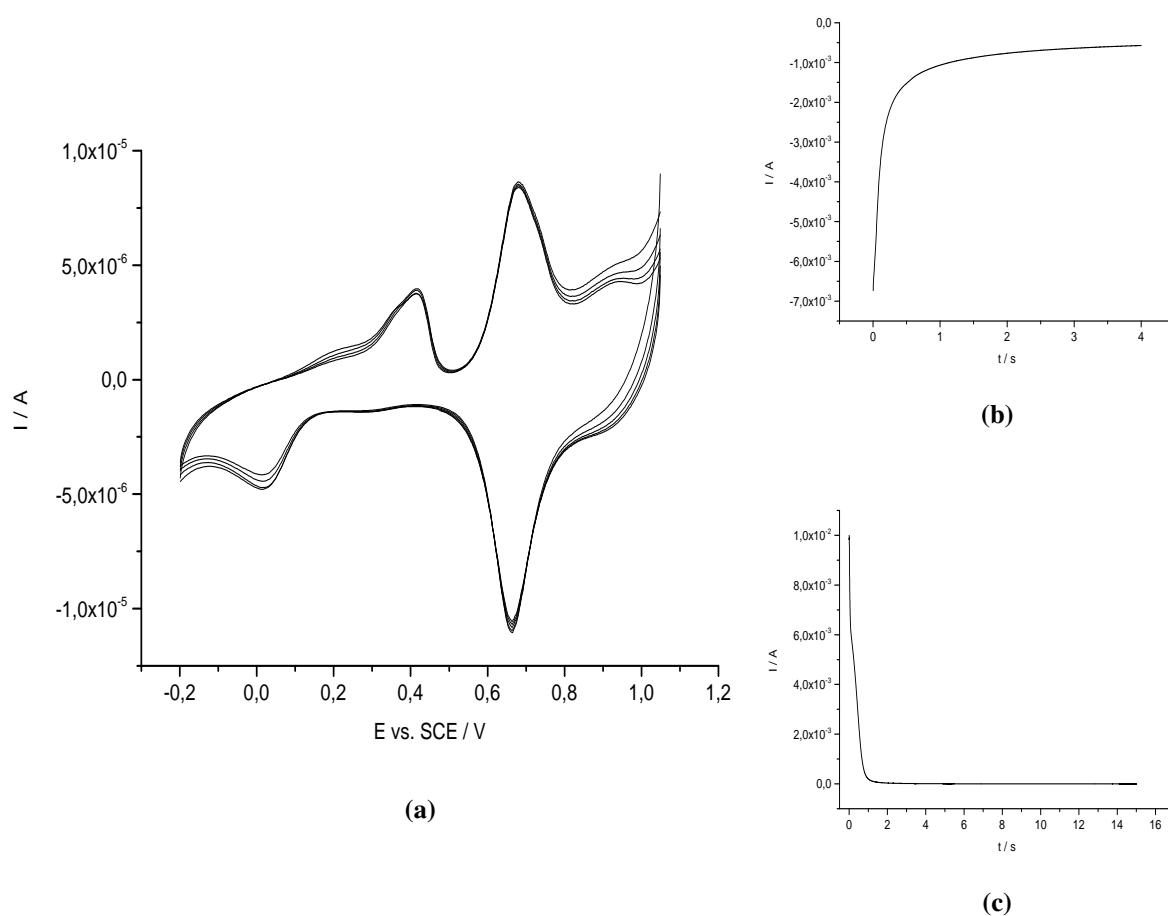 1,0x10⁻⁵
5,0x10⁻⁶
0,0
-5,0x10⁻⁶
-1,0x10⁻⁵
I / A
-0,2 0,0 0,2 0,4 0,6 0,8 1,0 1,2
E vs. SCE / V
(a)
0,0
-1,0x10⁻³
-2,0x10⁻³
-3,0x10⁻³
-4,0x10⁻³
-5,0x10⁻³
-6,0x10⁻³
-7,0x10⁻³
I / A
0 1 2 3 4
t / s
(b)
1,0x10⁻²
8,0x10⁻³
6,0x10⁻³
4,0x10⁻³
2,0x10⁻³
0,0
I / A
0 2 4 6 8 10 12 14 16
t / s
(c)